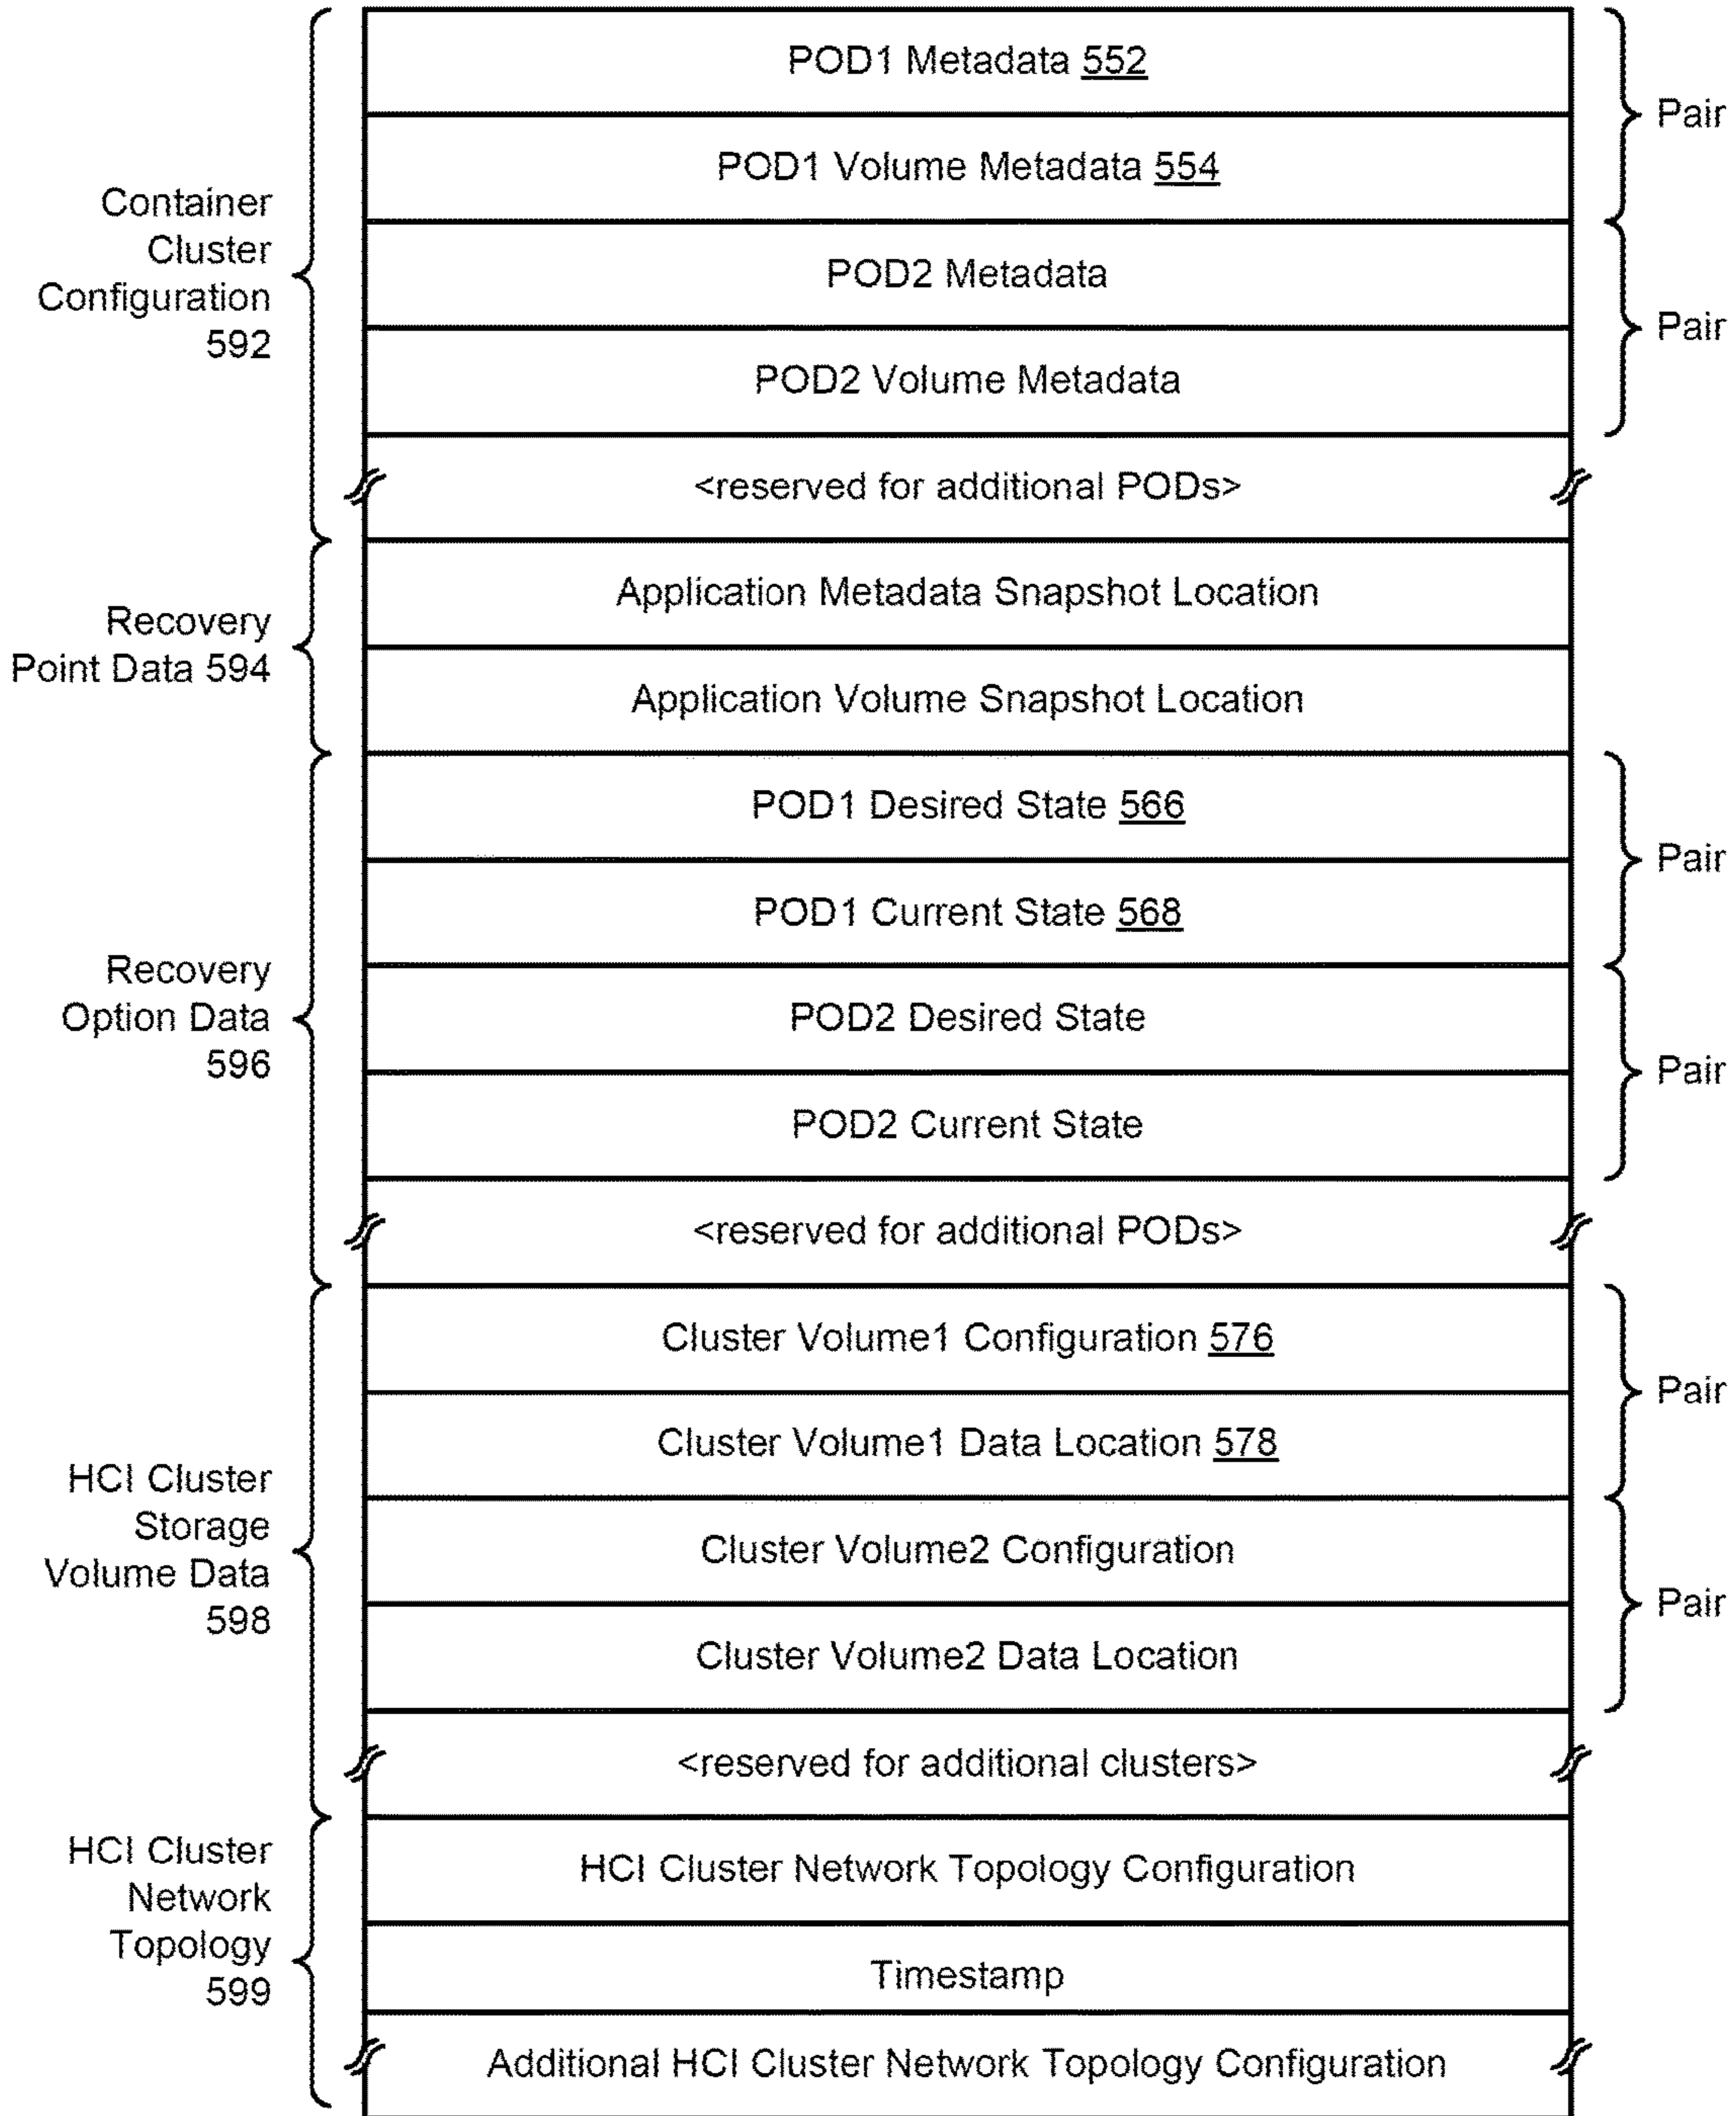 POD1 Metadata 552
Pair
POD1 Volume Metadata 554
Container
Cluster
Configuration
592
POD2 Metadata
Pair
POD2 Volume Metadata
<reserved for additional PODs>
Recovery
Point Data 594
Application Metadata Snapshot Location
Application Volume Snapshot Location
POD1 Desired State 566
Pair
POD1 Current State 568
Recovery
Option Data
596
POD2 Desired State
Pair
POD2 Current State
<reserved for additional PODs>
Cluster Volume1 Configuration 576
Pair
Cluster Volume1 Data Location 578
HCI Cluster
Storage
Volume Data
598
Cluster Volume2 Configuration
Pair
Cluster Volume2 Data Location
<reserved for additional clusters>
HCI Cluster
Network
Topology
599
HCI Cluster Network Topology Configuration
Timestamp
Additional HCI Cluster Network Topology Configuration